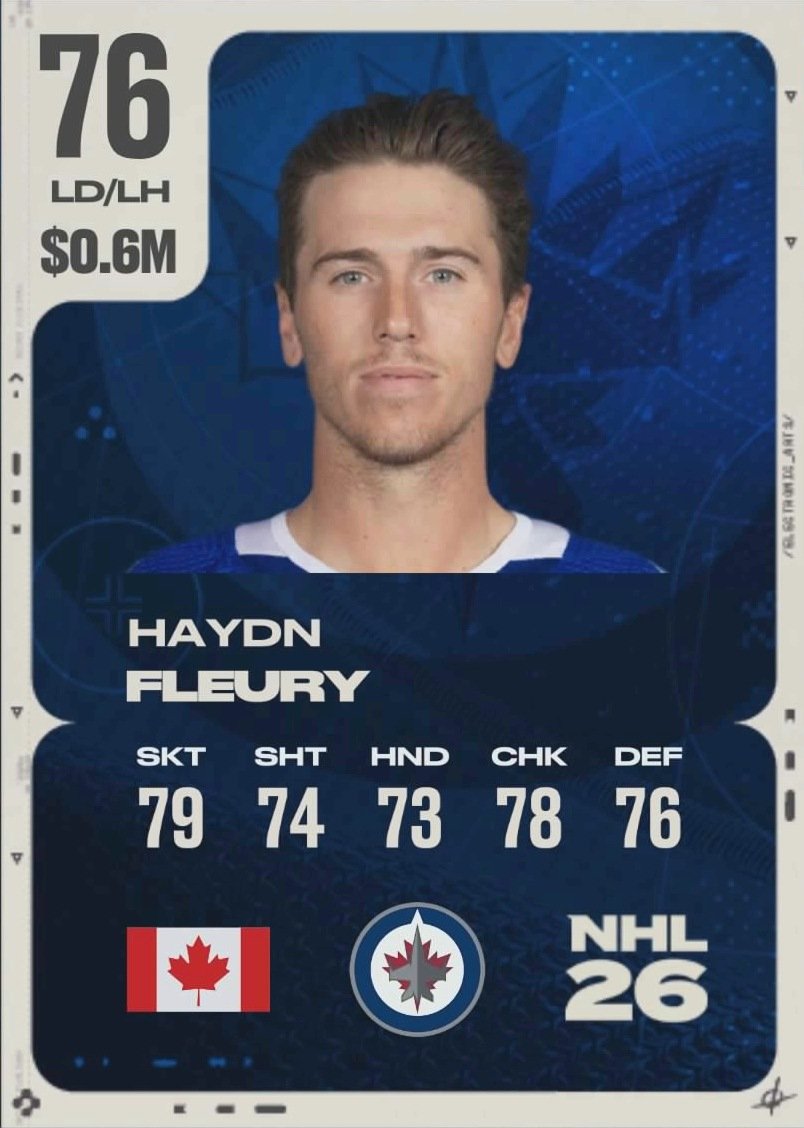 76
LD/LH
$0.6M
HAYDN
FLEURY
SKT SHT HND CHK DEF
79 74 73 78 76
NHL
26